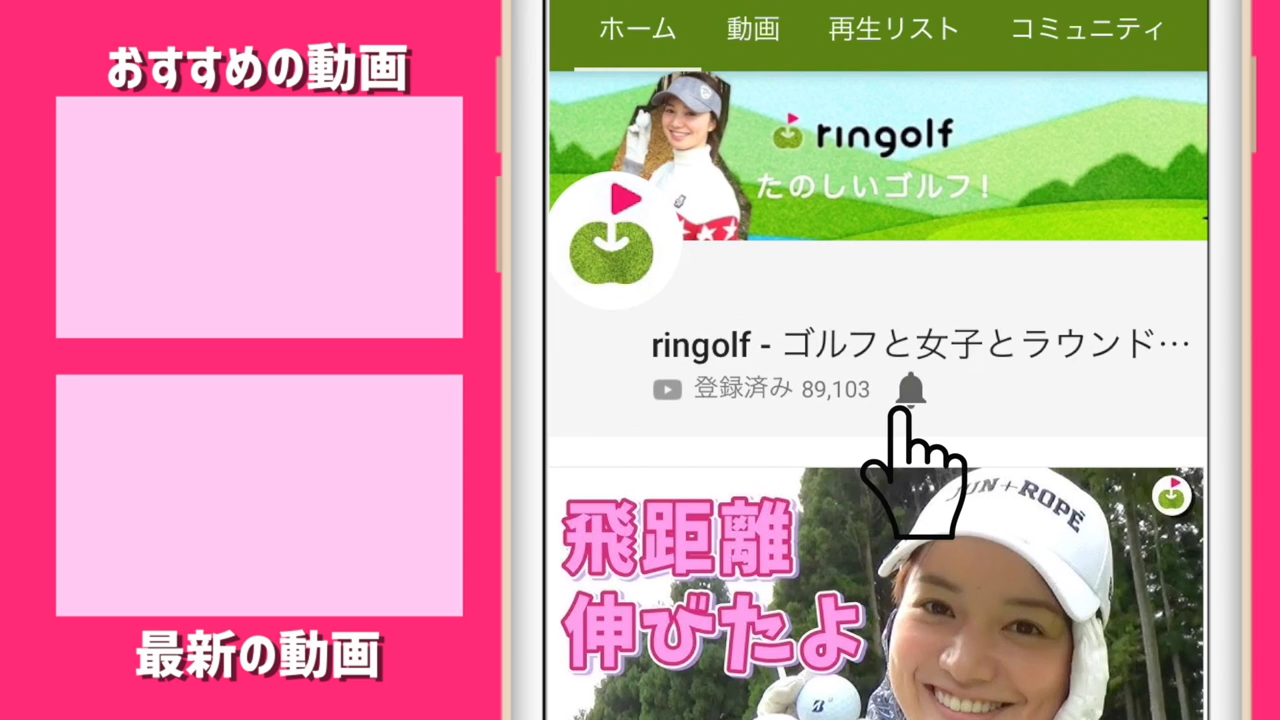 おすすめの動画
最新の動画
ホーム 動画 再生リスト コミュニティ
ringolf
たのしいゴルフ!
ringolf - ゴルフと女子とラウンド…
登録済み 89,103
JUN+ROPÉ
飛距離
伸びたよ
B